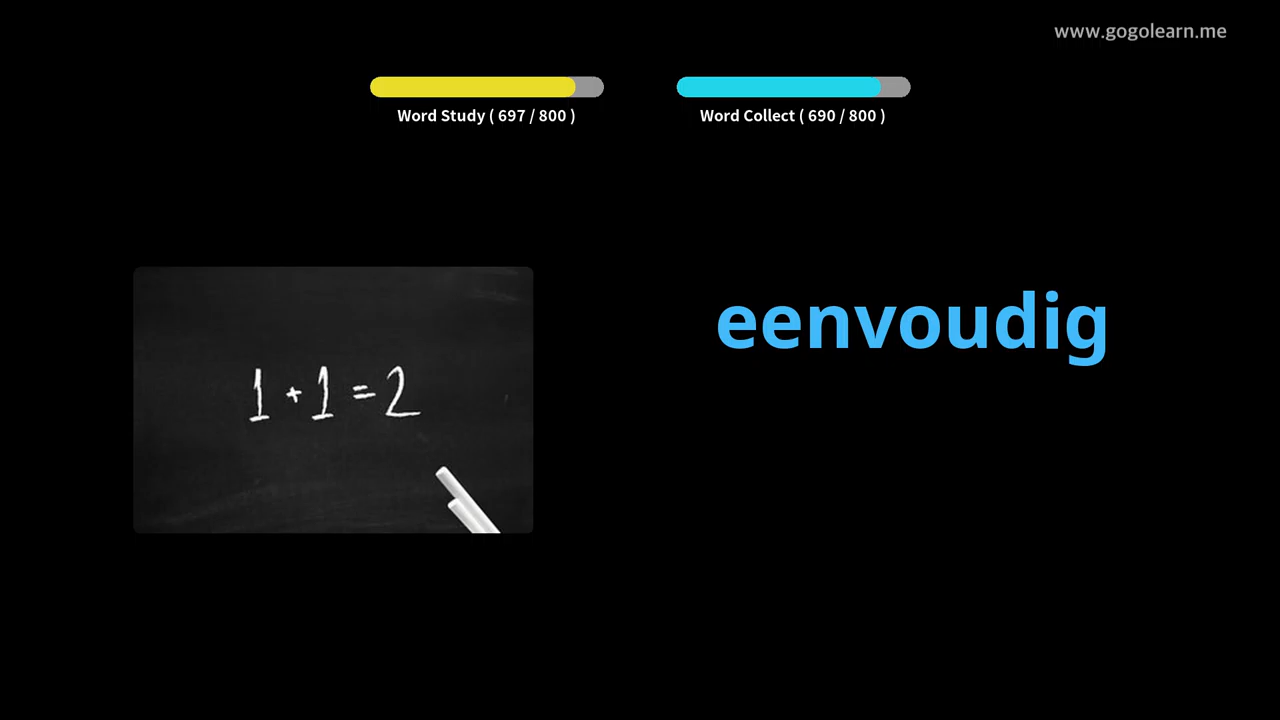 www.gogolearn.me
Word Study ( 697 / 800 )
Word Collect ( 690 / 800 )
eenvoudig
1 + 1 = 2